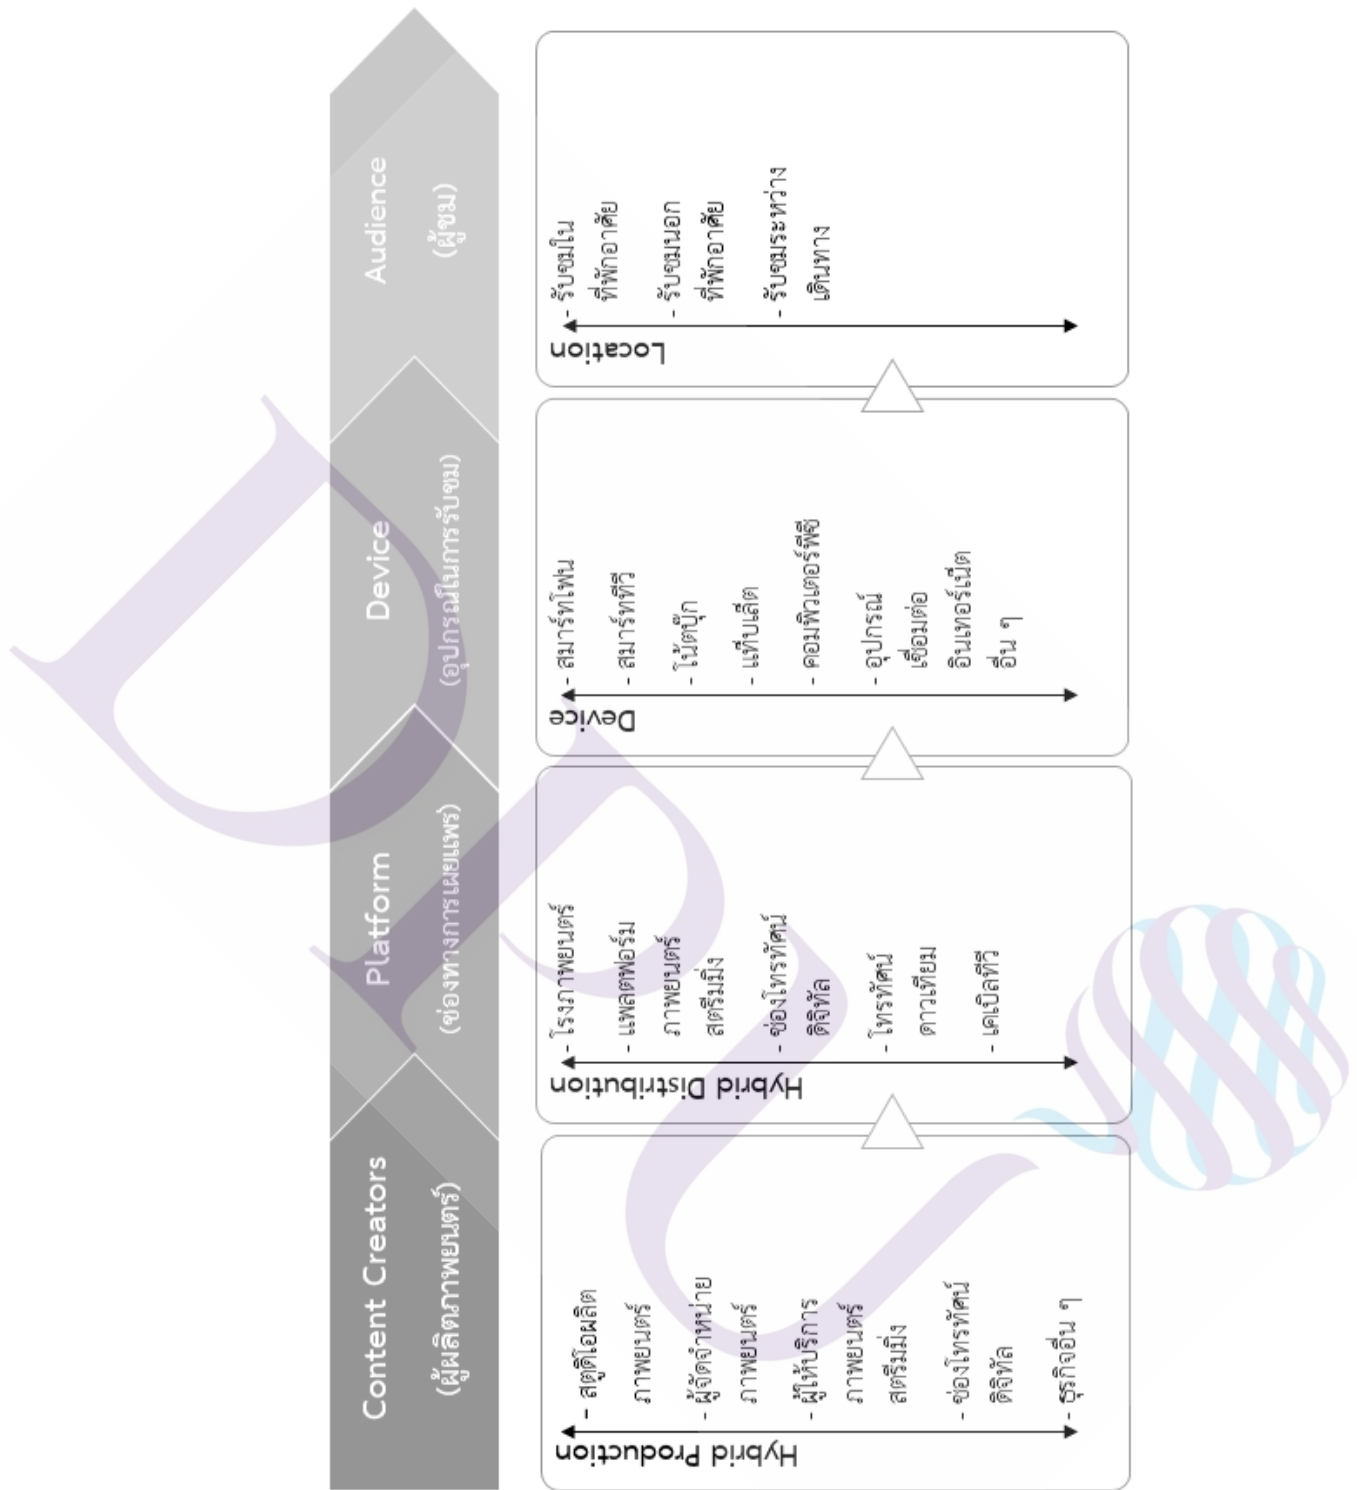 Content Creators
(ผู้ผลิตภาพยนตร์)
Platform
(ช่องทางการเผยแพร่)
Device
(อุปกรณ์ในการรับชม)
Audience
(ผู้ชม)
Hybrid Production
- สตูดิโอผลิต
ภาพยนตร์
- ผู้จัดจำหน่าย
ภาพยนตร์
- ผู้ให้บริการ
ภาพยนตร์
สตรีมมิ่ง
- ช่องโทรทัศน์
ดิจิทัล
- ธุรกิจอื่น ๆ
Hybrid Distribution
- โรงภาพยนตร์
- แพลตฟอร์ม
ภาพยนตร์
สตรีมมิ่ง
- ช่องโทรทัศน์
ดิจิทัล
- โทรทัศน์
ดาวเทียม
- เคเบิลทีวี
Device
- สมาร์ทโฟน
- สมาร์ททีวี
- โน้ตบุ๊ก
- แท็บเล็ต
- คอมพิวเตอร์พีซี
- อุปกรณ์
เชื่อมต่อ
อินเทอร์เน็ต
อื่น ๆ
Location
- รับชมใน
ที่พักอาศัย
- รับชมนอก
ที่พักอาศัย
- รับชมระหว่าง
เดินทาง
DPU